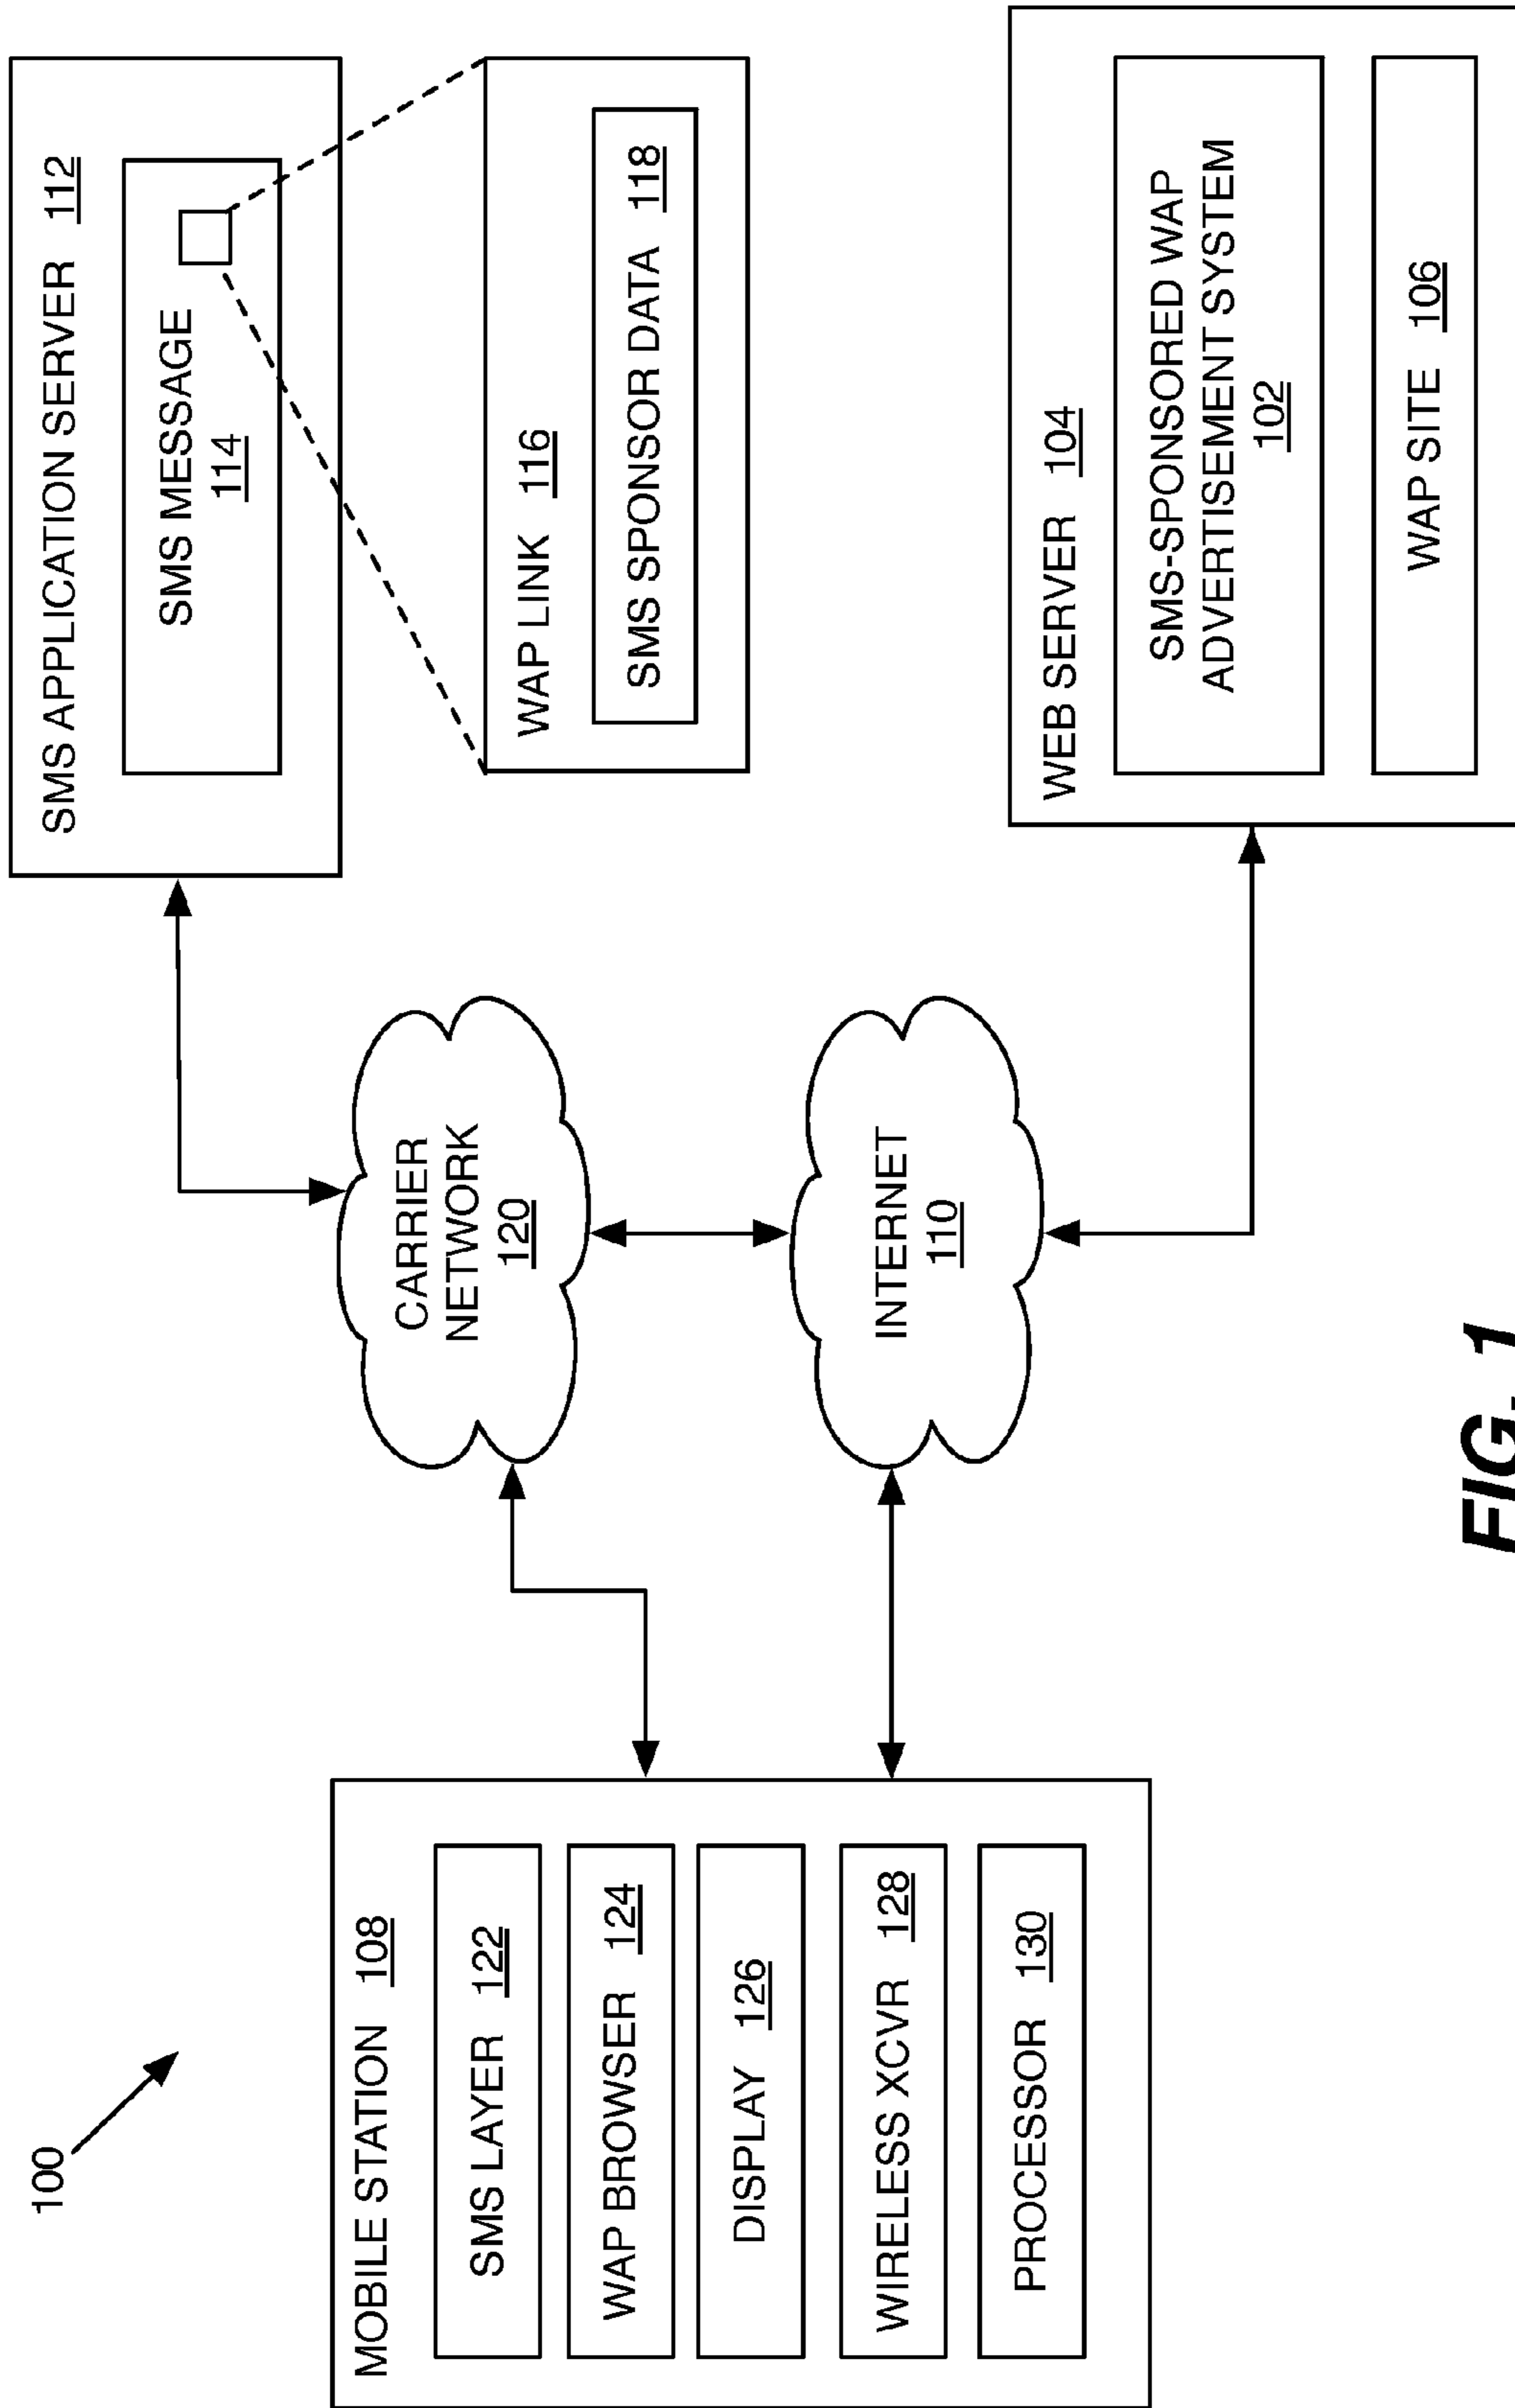 100
MOBILE STATION 108
SMS LAYER 122
WAP BROWSER 124
DISPLAY 126
WIRELESS XCVR 128
PROCESSOR 130
CARRIER
NETWORK
120
INTERNET
110
SMS APPLICATION SERVER 112
SMS MESSAGE
114
WAP LINK 116
SMS SPONSOR DATA 118
WEB SERVER 104
SMS-SPONSORED WAP
ADVERTISEMENT SYSTEM
102
WAP SITE 106
FIG. 1